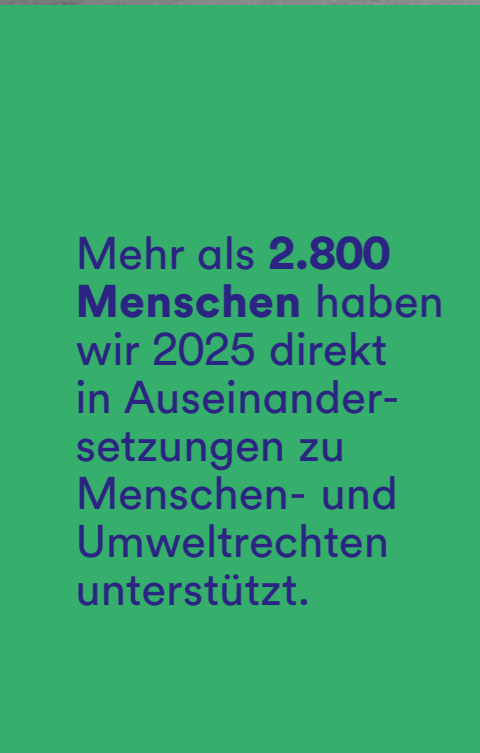 Mehr als 2.800
Menschen haben
wir 2025 direkt
in Auseinander-
setzungen zu
Menschen- und
Umweltrechten
unterstützt.